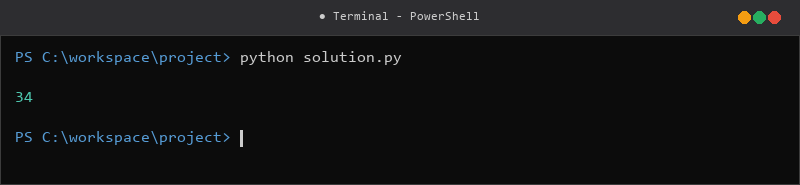 ● Terminal - PowerShell
PS C:\workspace\project> python solution.py
34
PS C:\workspace\project>